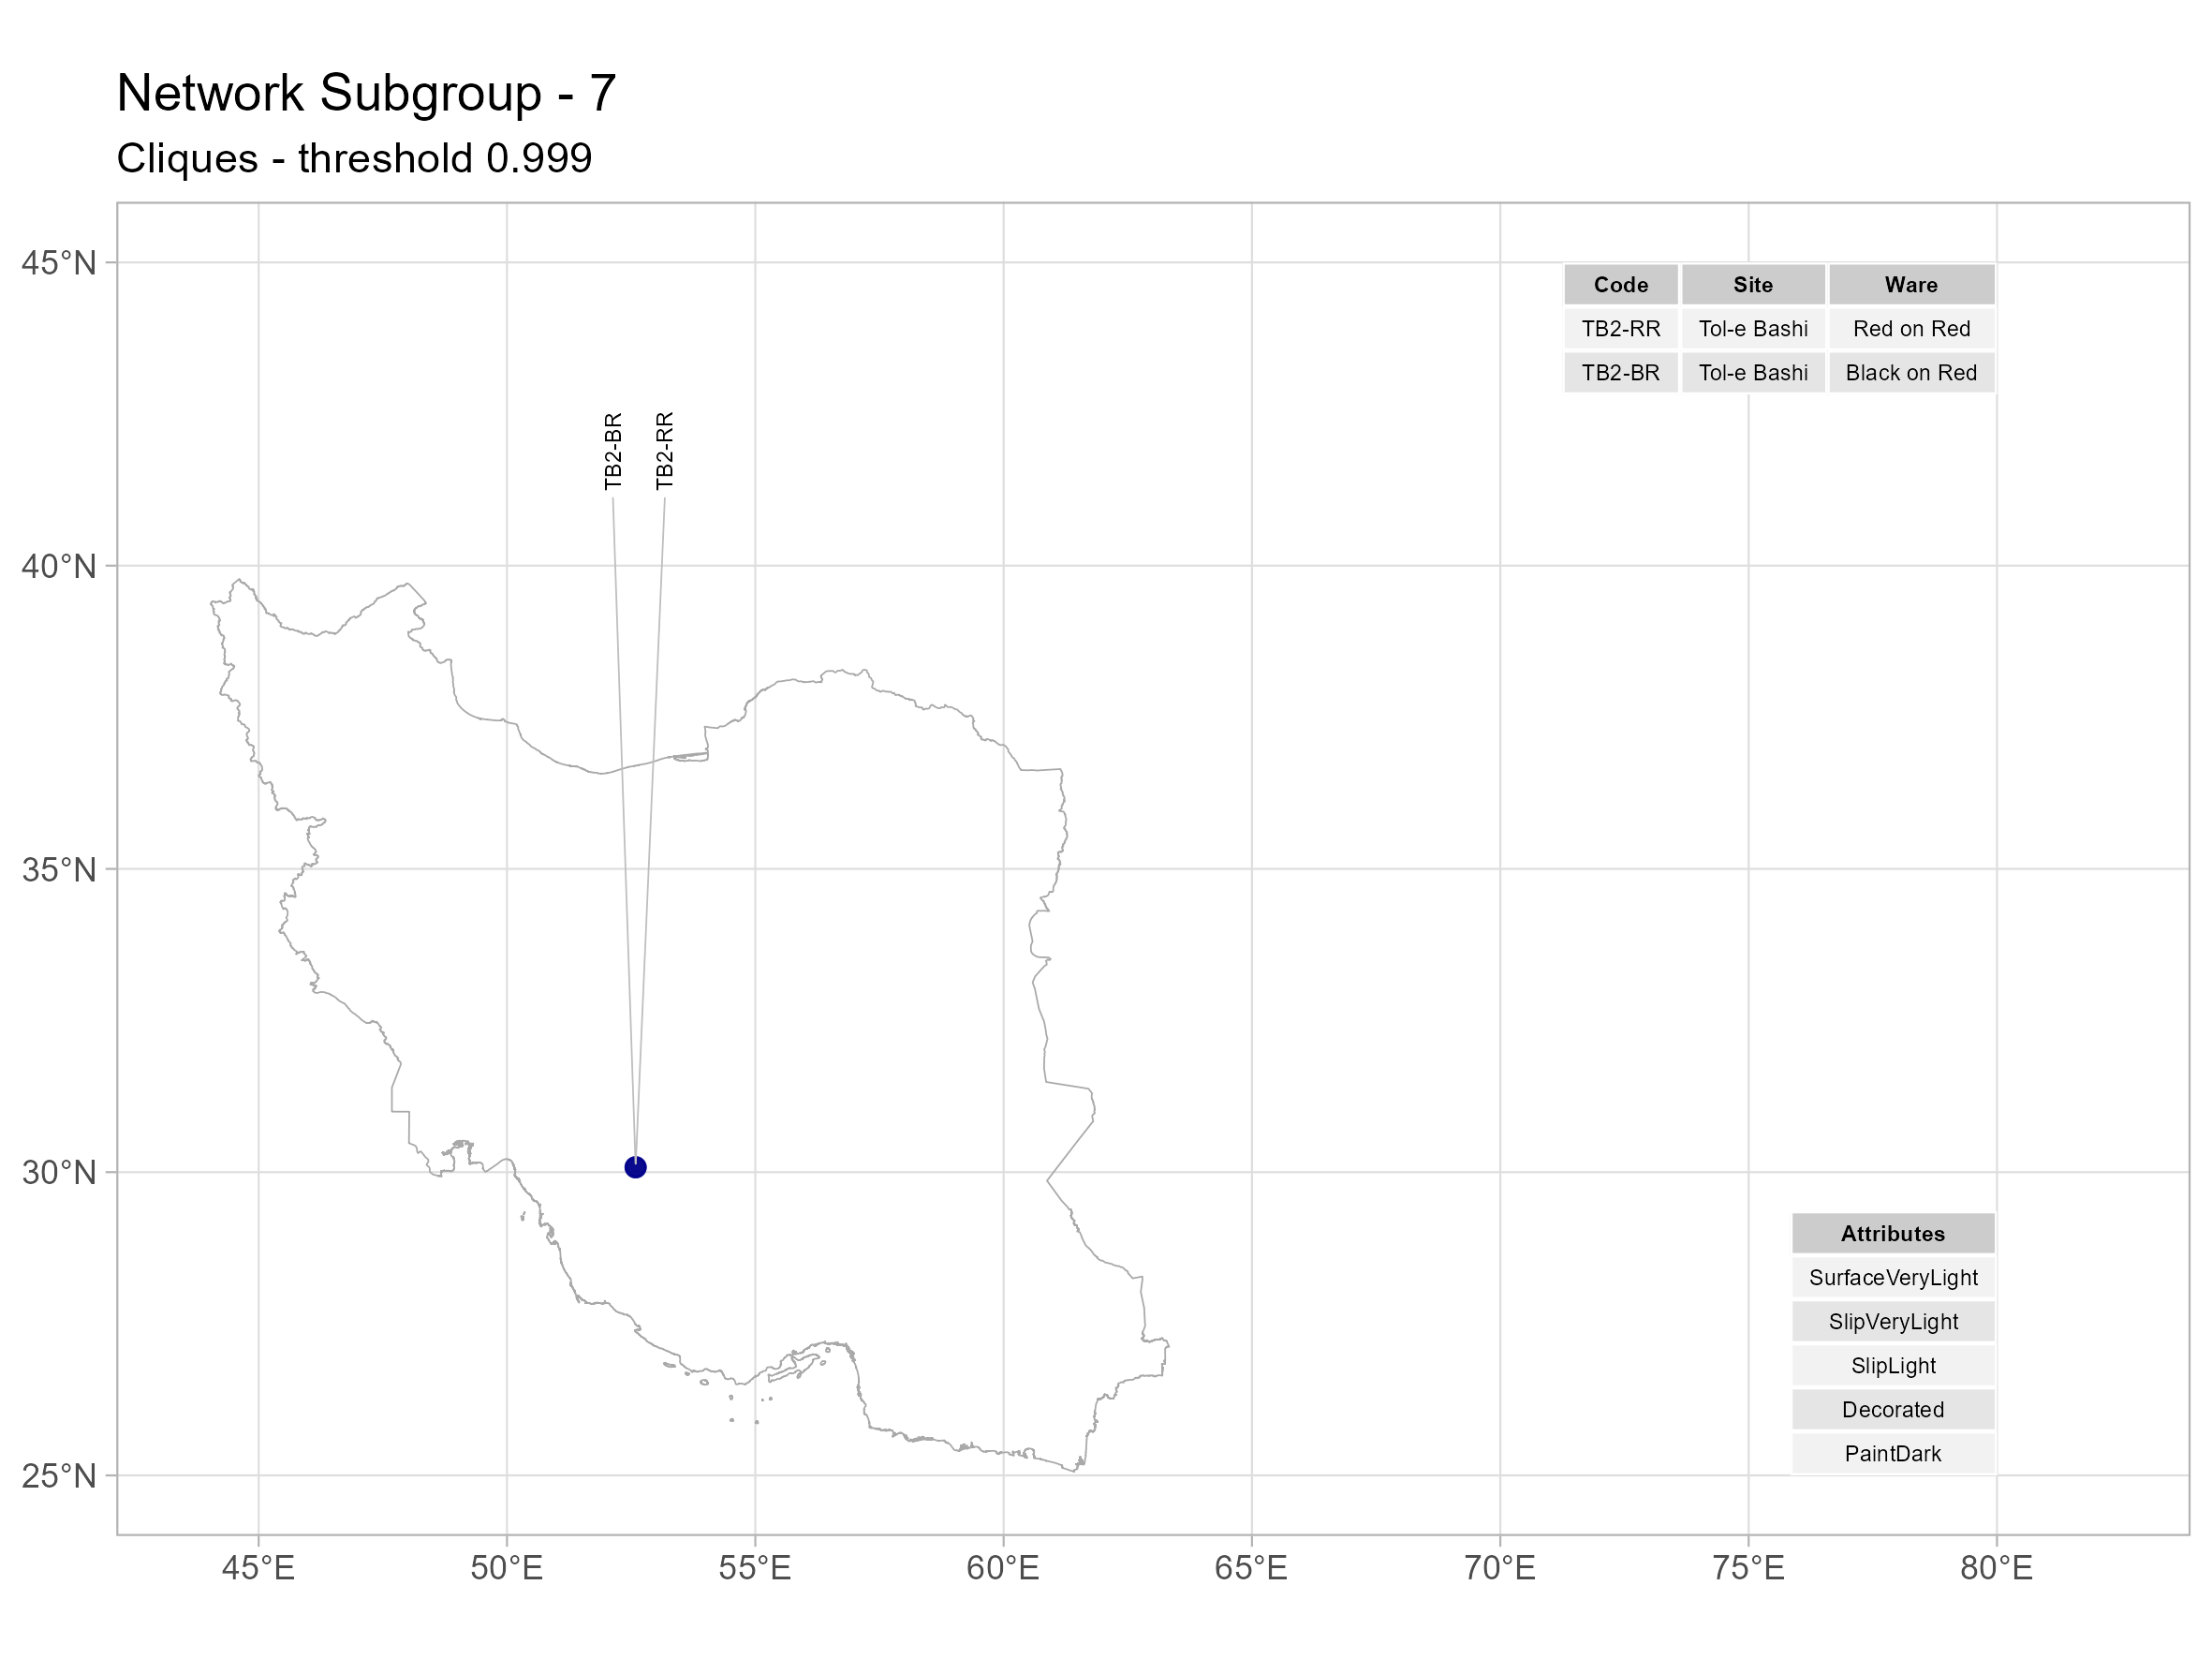 Network Subgroup - 7
Cliques - threshold 0.999
45°N
40°N
35°N
30°N
25°N
Code Site Ware
TB2-RR Tol-e Bashi Red on Red
TB2-BR Tol-e Bashi Black on Red
TB2-BR
TB2-RR
Attributes
SurfaceVeryLight
SlipVeryLight
SlipLight
Decorated
PaintDark
45°E 50°E 55°E 60°E 65°E 70°E 75°E 80°E